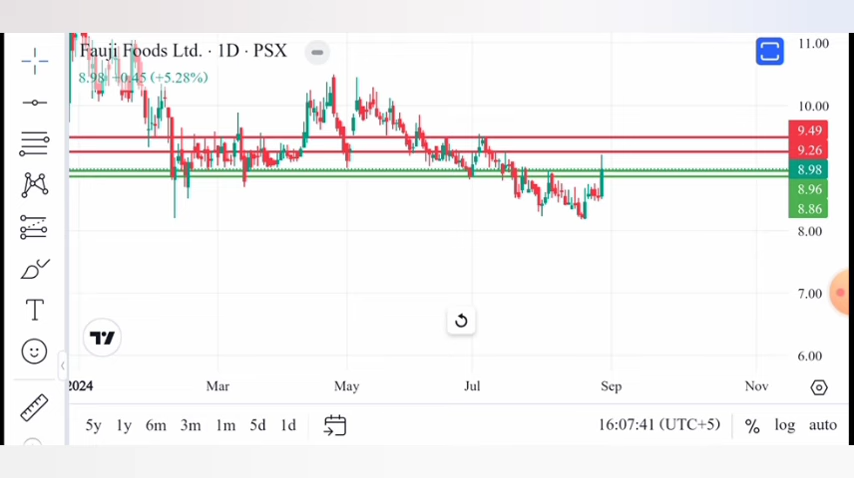 Fauji Foods Ltd. · 1D · PSX
8.98 +0.45 (+5.28%)
11.00
10.00
9.49
9.26
8.98
8.96
8.86
8.00
7.00
6.00
T
2024 Mar May Jul Sep Nov
5y 1y 6m 3m 1m 5d 1d 16:07:41 (UTC+5) % log auto